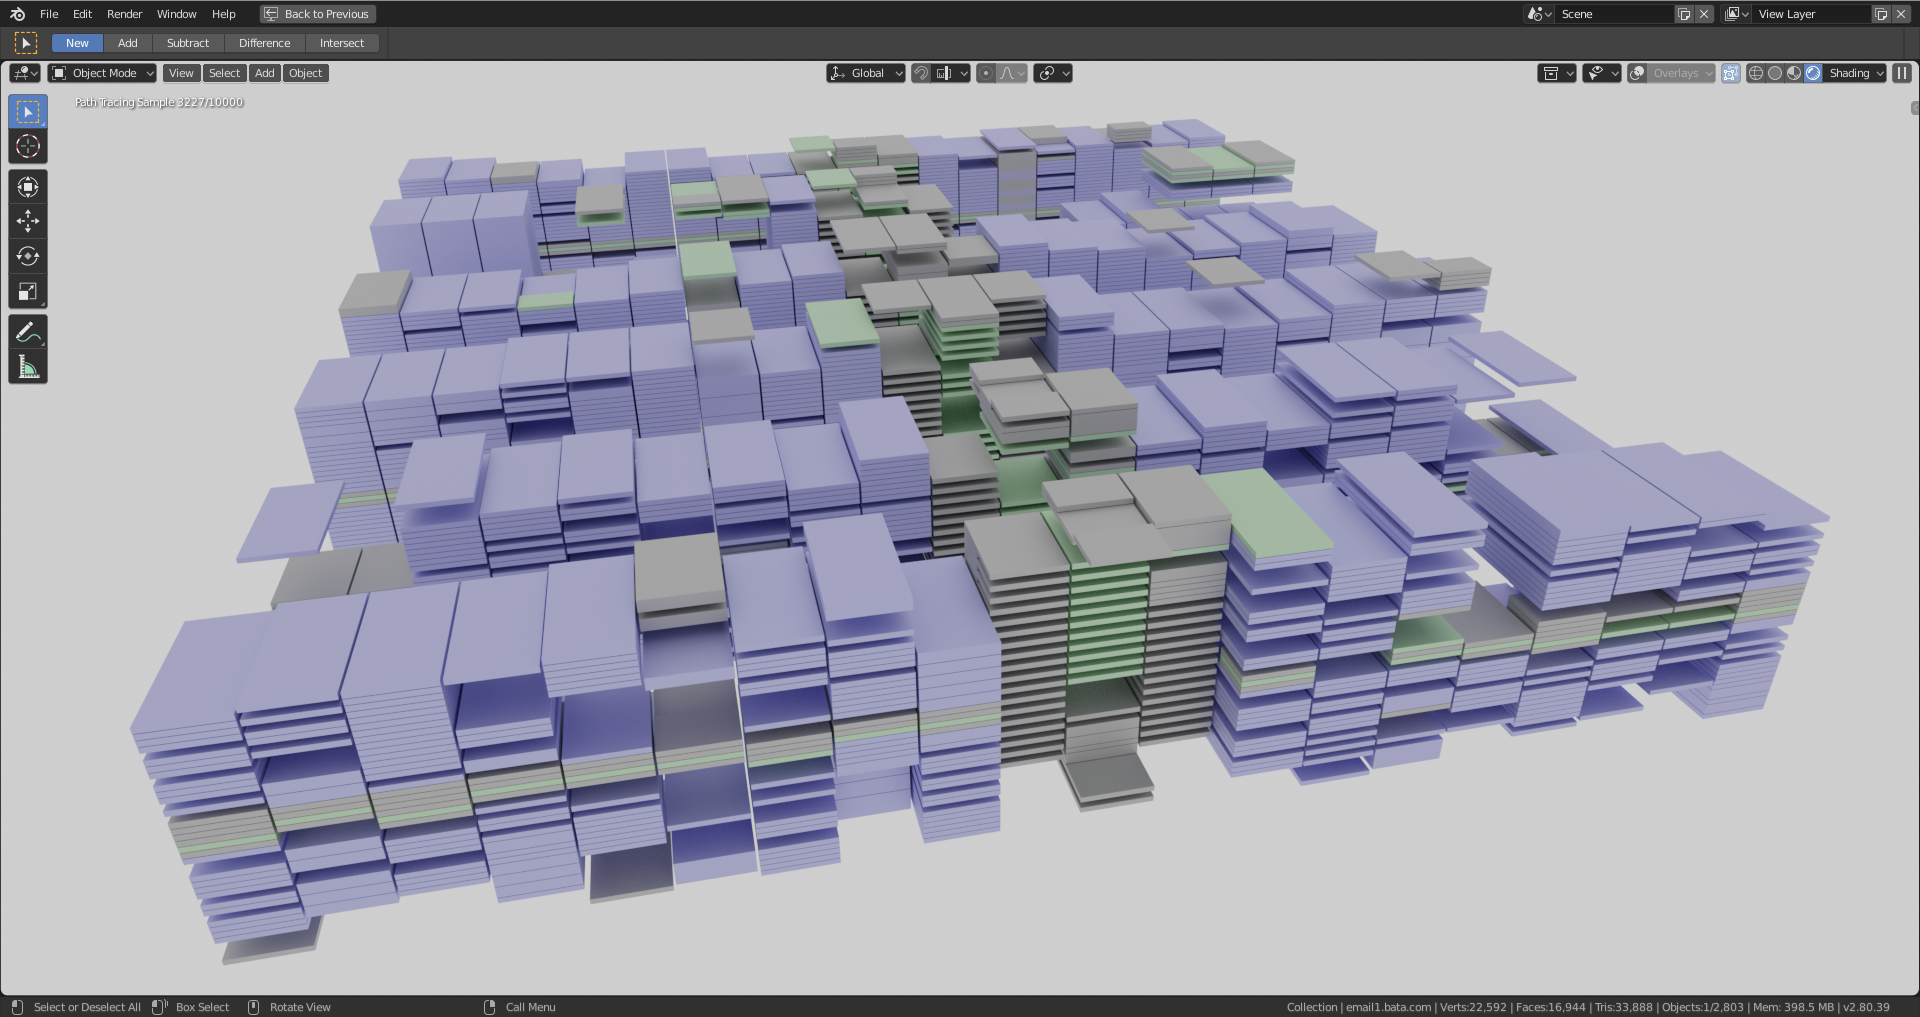 File Edit Render Window Help Back to Previous Scene View Layer
New Add Subtract Difference Intersect
Object Mode View Select Add Object Global Overlays Shading
Path Tracing Sample 3227/10000
Select or Deselect All Box Select Rotate View Call Menu Collection | email1.bata.com | Verts:22,592 | Faces:16,944 | Tris:33,888 | Objects:1/2,803 | Mem: 398.5 MB | v2.80.39